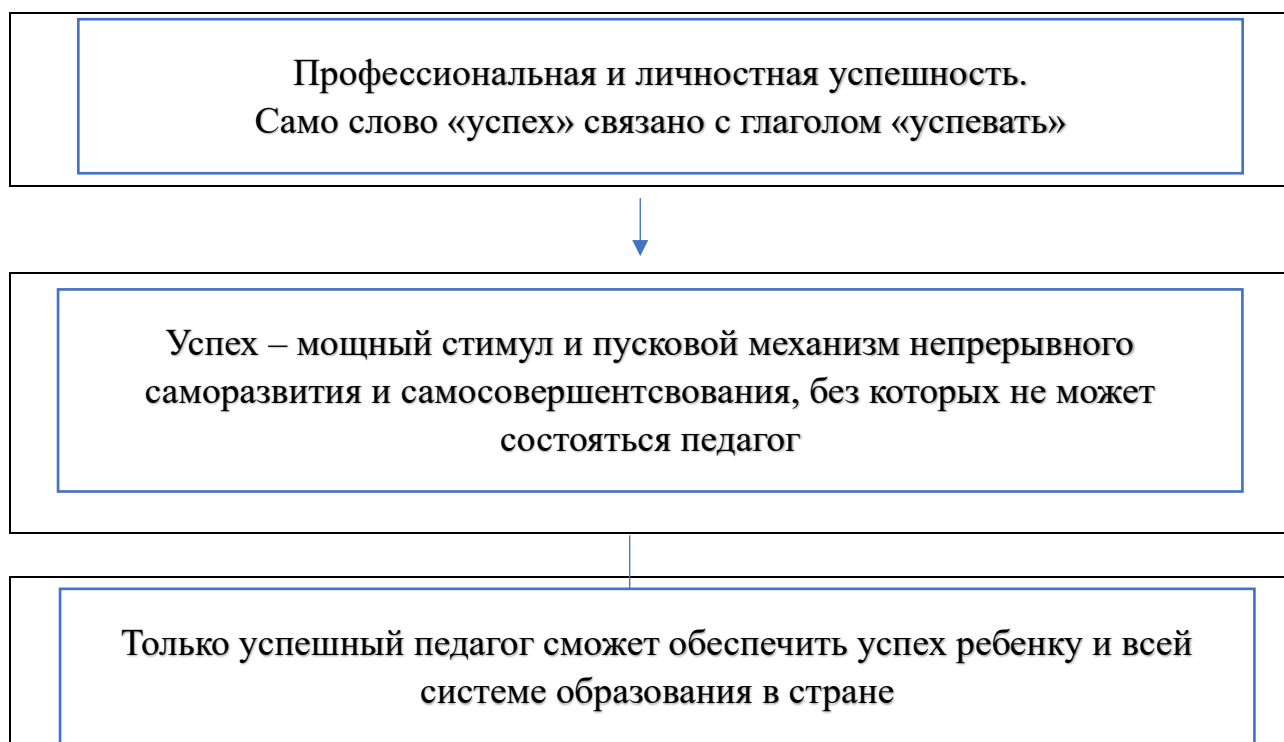 Профессиональная и личностная успешность.
Само слово «успех» связано с глаголом «успевать»
Успех – мощный стимул и пусковой механизм непрерывного
саморазвития и самосовершентсвования, без которых не может
состояться педагог
Только успешный педагог сможет обеспечить успех ребенку и всей
системе образования в стране